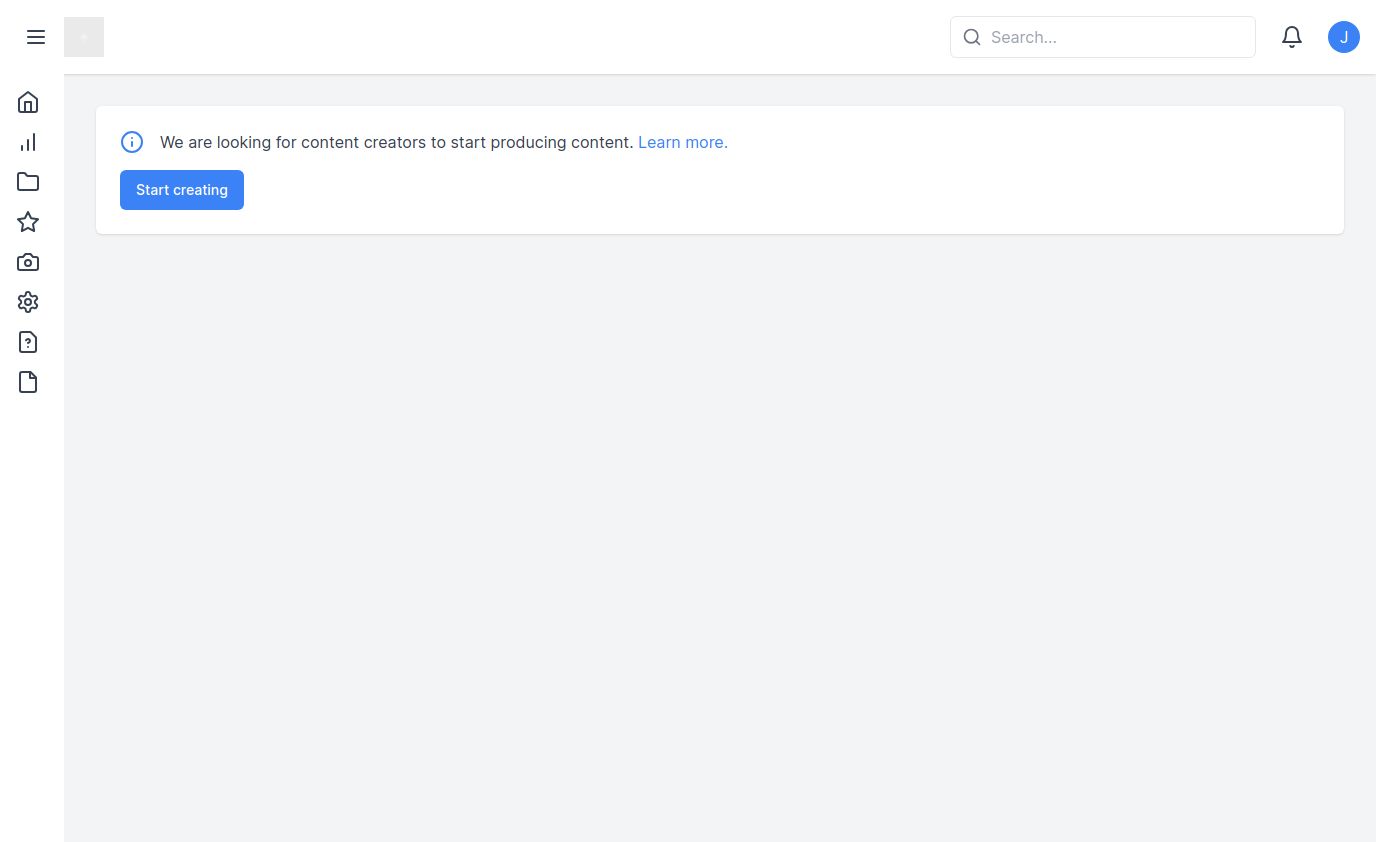 Search...
J
We are looking for content creators to start producing content. Learn more.
Start creating